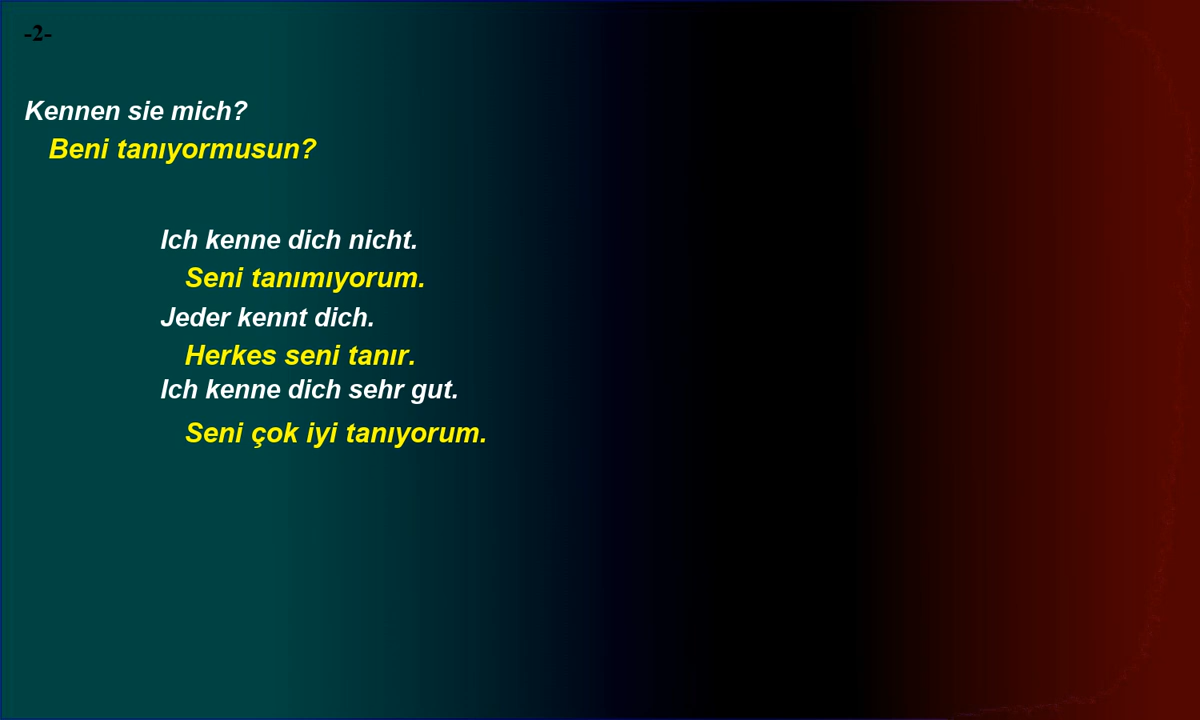 -2-
Kennen sie mich?
Beni tanıyormusun?
Ich kenne dich nicht.
Seni tanımıyorum.
Jeder kennt dich.
Herkes seni tanır.
Ich kenne dich sehr gut.
Seni çok iyi tanıyorum.